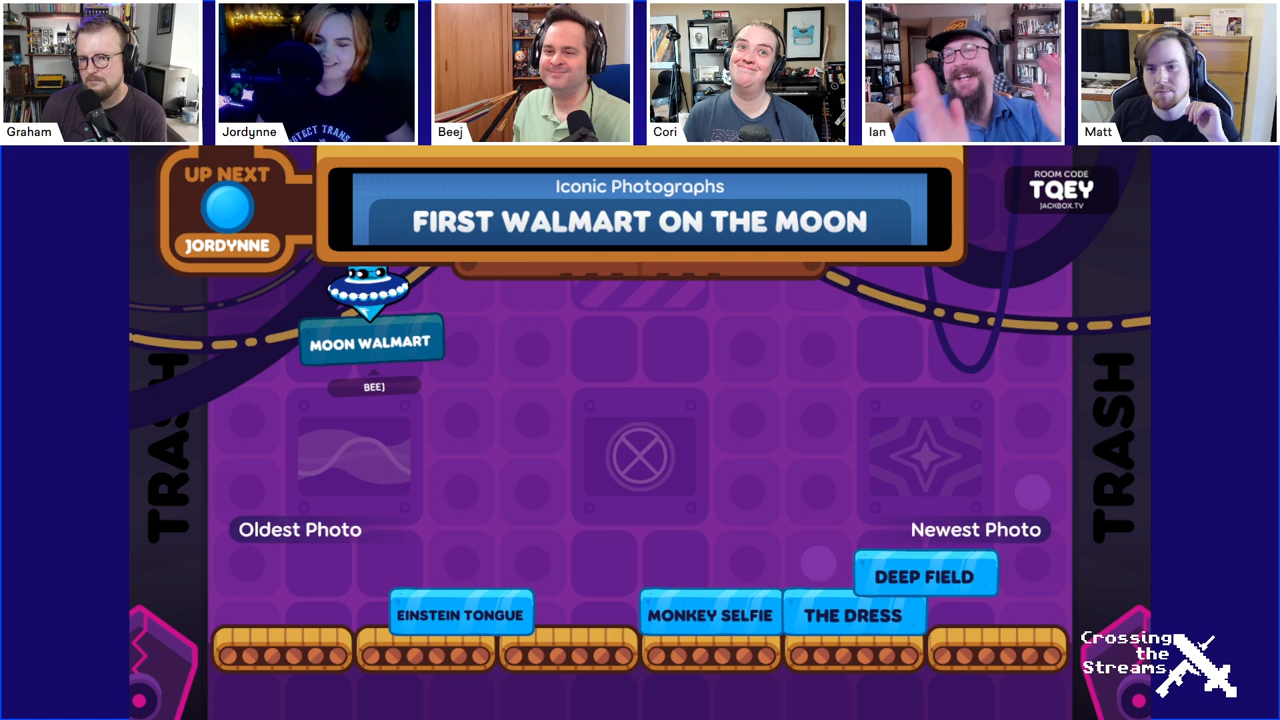 Graham
Jordynne
Beej
Cori
Ian
Matt
PROTECT TRANS
UP NEXT
JORDYNNE
Iconic Photographs
FIRST WALMART ON THE MOON
ROOM CODE
TQEY
JACKBOX.TV
MOON WALMART
BEEJ
TRASH
TRASH
Oldest Photo
Newest Photo
DEEP FIELD
EINSTEIN TONGUE
MONKEY SELFIE
THE DRESS
Crossing
the
Streams